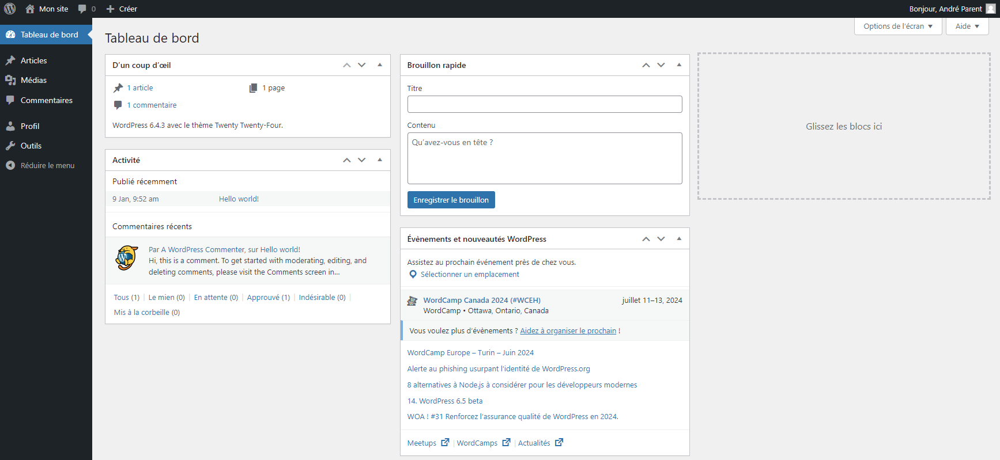 Mon site
0
Créer
Bonjour, André Parent
Tableau de bord
Articles
Médias
Commentaires
Profil
Outils
Réduire le menu
Options de l’écran
Aide
Tableau de bord
D’un coup d’œil
1 article
1 page
1 commentaire
WordPress 6.4.3 avec le thème Twenty Twenty-Four.
Activité
Publié récemment
9 Jan, 9:52 am Hello world!
Commentaires récents
Par A WordPress Commenter, sur Hello world!
Hi, this is a comment. To get started with moderating, editing, and
deleting comments, please visit the Comments screen in...
Tous (1) | Le mien (0) | En attente (0) | Approuvé (1) | Indésirable (0) |
Mis à la corbeille (0)
Brouillon rapide
Titre
Contenu
Qu’avez-vous en tête ?
Enregistrer le brouillon
Évènements et nouveautés WordPress
Assistez au prochain événement près de chez vous.
Sélectionner un emplacement
WordCamp Canada 2024 (#WCEH) juillet 11–13, 2024
WordCamp • Ottawa, Ontario, Canada
Vous voulez plus d’évènements ? Aidez à organiser le prochain !
WordCamp Europe – Turin – Juin 2024
Alerte au phishing usurpant l’identité de WordPress.org
8 alternatives à Node.js à considérer pour les développeurs modernes
14. WordPress 6.5 beta
WOA ! #31 Renforcez l’assurance qualité de WordPress en 2024.
Meetups | WordCamps | Actualités
Glissez les blocs ici